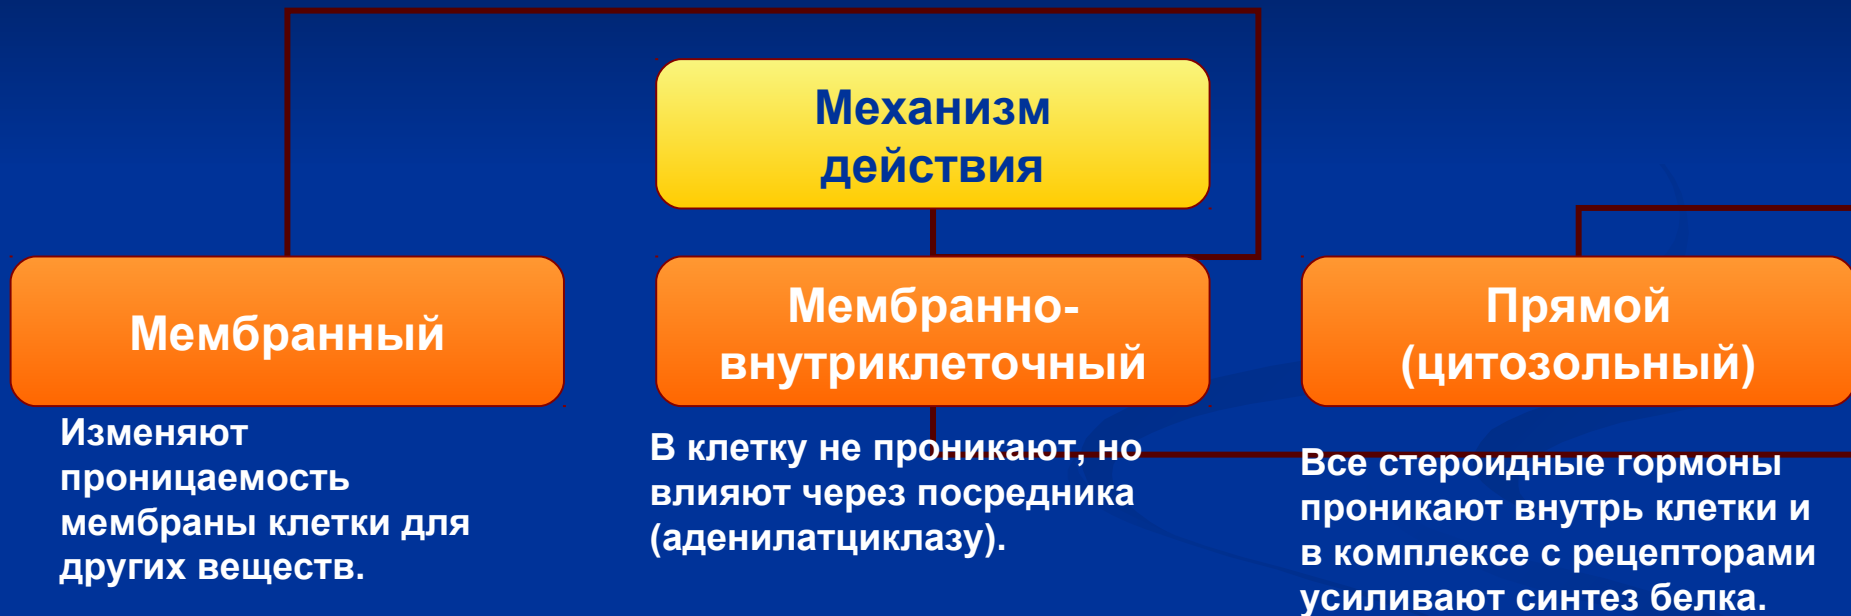 Механизм
действия
Мембранный
Мембранно-
внутриклеточный
Прямой
(цитозольный)
Изменяют
проницаемость
мембраны клетки для
других веществ.
В клетку не проникают, но
влияют через посредника
(аденилатциклазу).
Все стероидные гормоны
проникают внутрь клетки и
в комплексе с рецепторами
усиливают синтез белка.